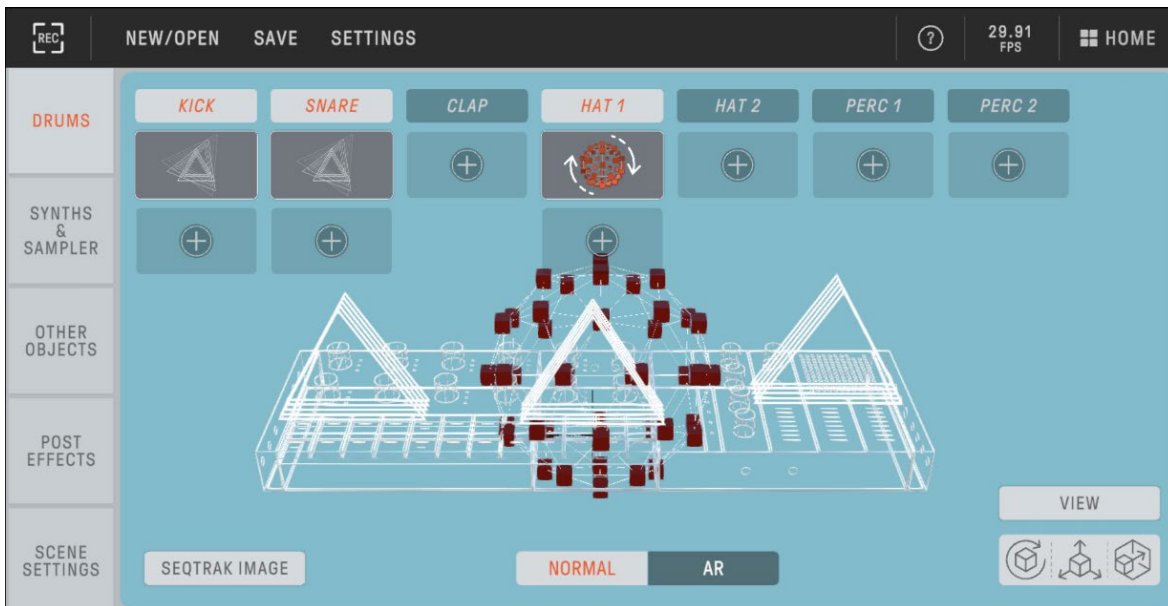 REC
NEW/OPEN SAVE SETTINGS
?
29.91
FPS
HOME
DRUMS
SYNTHS
&
SAMPLER
OTHER
OBJECTS
POST
EFFECTS
SCENE
SETTINGS
KICK SNARE CLAP HAT 1 HAT 2 PERC 1 PERC 2
VIEW
SEQTRAK IMAGE
NORMAL AR